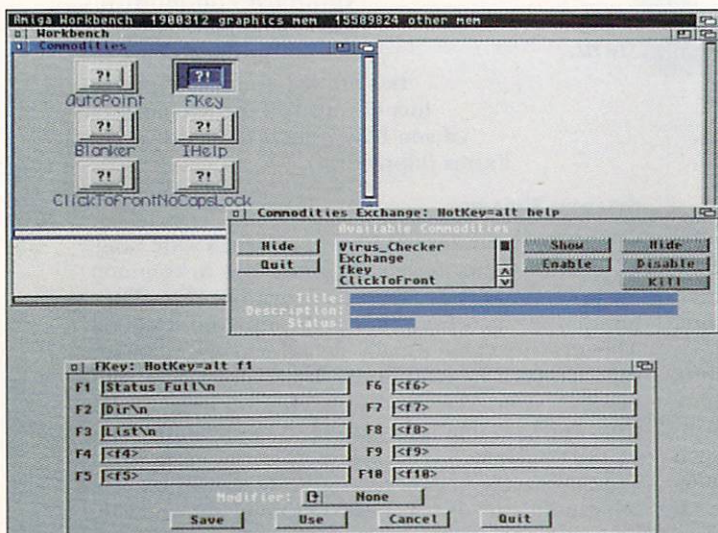 Amiga Workbench 1900312 graphics mem 15589824 other mem
Workbench
Commodities
?! ?!
AutoPoint FKey
?! ?!
Blanker IHelp
?! ?!
ClickToFront NoCapsLock
Commodities Exchange: HotKey=alt help
Available Commodities
Hide
Quit
Virus_Checker
Exchange
fkey
ClickToFront
Show Hide
Enable Disable
Kill
Title:
Description:
Status:
FKey: HotKey=alt f1
F1 Status Full\n F6 <f6>
F2 Dir\n F7 <f7>
F3 List\n F8 <f8>
F4 <f4> F9 <f9>
F5 <f5> F10 <f10>
Modifier: None
Save Use Cancel Quit